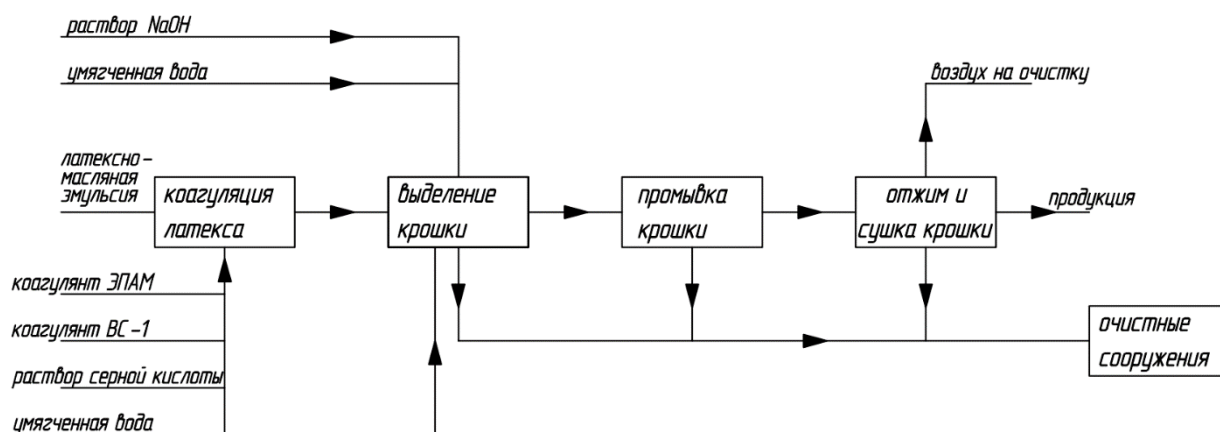 раствор NaOH
умягченная вода
воздух на очистку
латексно-
масляная
эмульсия
коагуляция
латекса
выделение
крошки
промывка
крошки
отжим и
сушка крошки
продукция
коагулянт ЭПАМ
коагулянт ВС-1
раствор серной кислоты
умягченная вода
очистные
сооружения